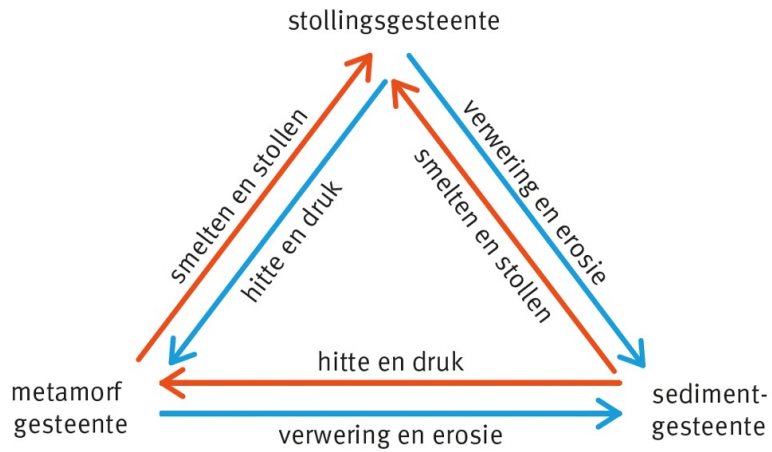 stollingsgesteente
smelten en stollen
hitte en druk
smelten en stollen
verwering en erosie
hitte en druk
metamorf
gesteente
sediment-
gesteente
verwering en erosie